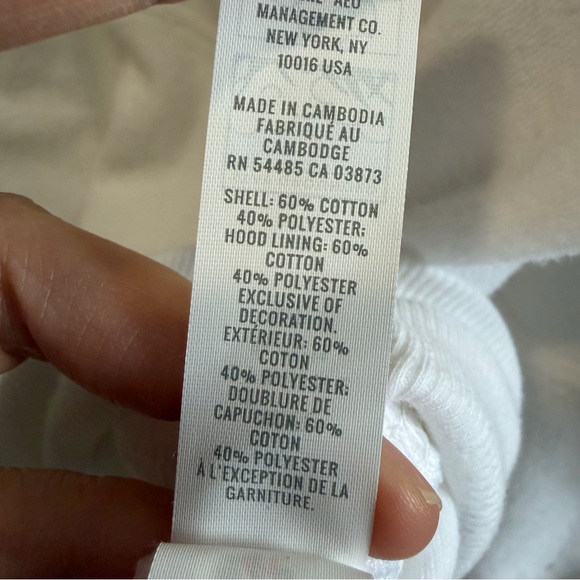 AEO
MANAGEMENT CO.
NEW YORK, NY
10016 USA
MADE IN CAMBODIA
FABRIQUÉ AU
CAMBODGE
RN 54485 CA 03873
SHELL: 60% COTTON
40% POLYESTER;
HOOD LINING: 60%
COTTON
40% POLYESTER
EXCLUSIVE OF
DECORATION.
EXTÉRIEUR: 60%
COTON
40% POLYESTER;
DOUBLURE DE
CAPUCHON: 60%
COTON
40% POLYESTER
À L'EXCEPTION DE LA
GARNITURE.